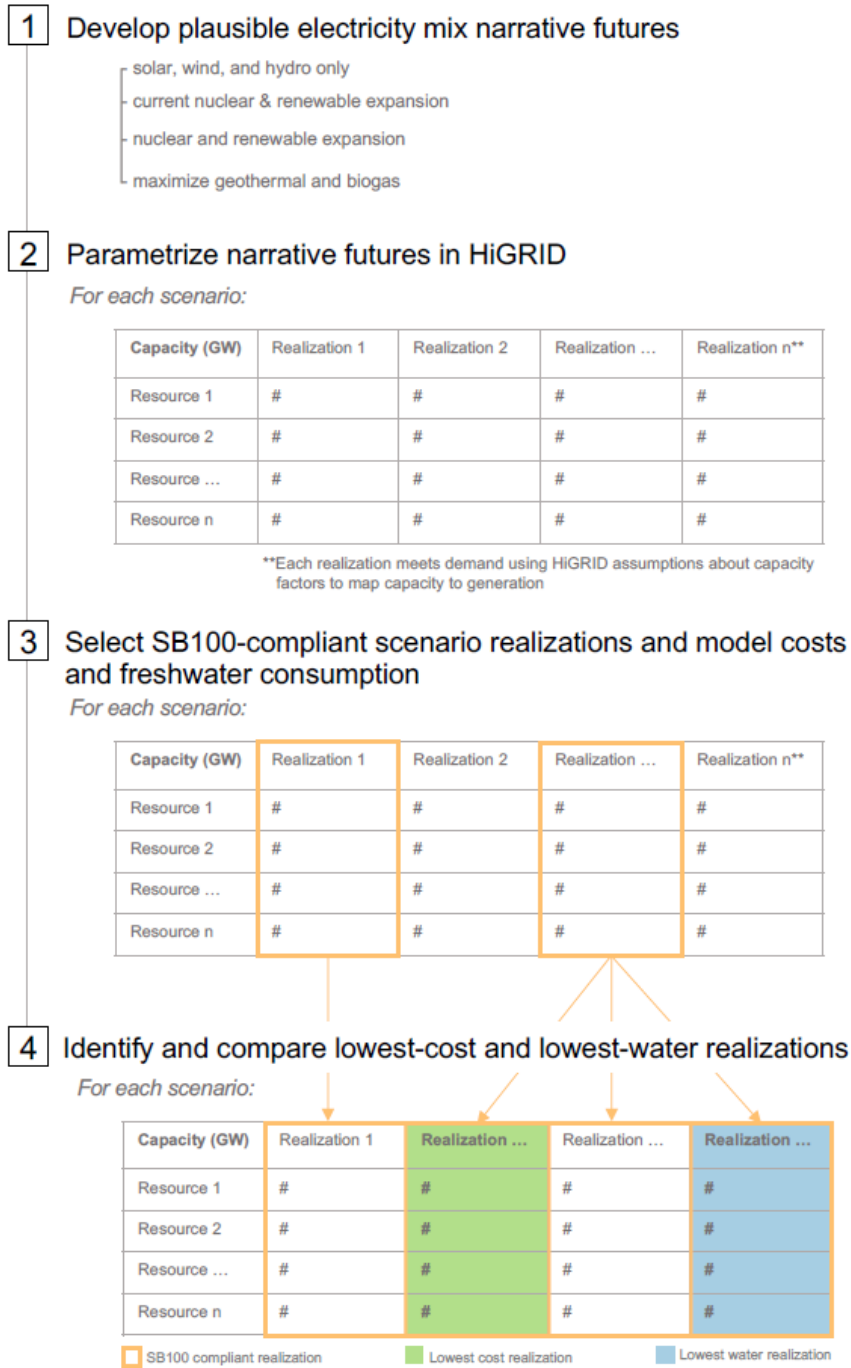 1 Develop plausible electricity mix narrative futures
solar, wind, and hydro only
current nuclear & renewable expansion
nuclear and renewable expansion
maximize geothermal and biogas
2 Parametrize narrative futures in HiGRID
For each scenario:
Capacity (GW) Realization 1 Realization 2 Realization … Realization n**
Resource 1 # # # #
Resource 2 # # # #
Resource … # # # #
Resource n # # # #
**Each realization meets demand using HiGRID assumptions about capacity
factors to map capacity to generation
3 Select SB100-compliant scenario realizations and model costs
and freshwater consumption
For each scenario:
Capacity (GW) Realization 1 Realization 2 Realization … Realization n**
Resource 1 # # # #
Resource 2 # # # #
Resource … # # # #
Resource n # # # #
4 Identify and compare lowest-cost and lowest-water realizations
For each scenario:
Capacity (GW) Realization 1 Realization … Realization … Realization …
Resource 1 # # # #
Resource 2 # # # #
Resource … # # # #
Resource n # # # #
SB100 compliant realization Lowest cost realization Lowest water realization